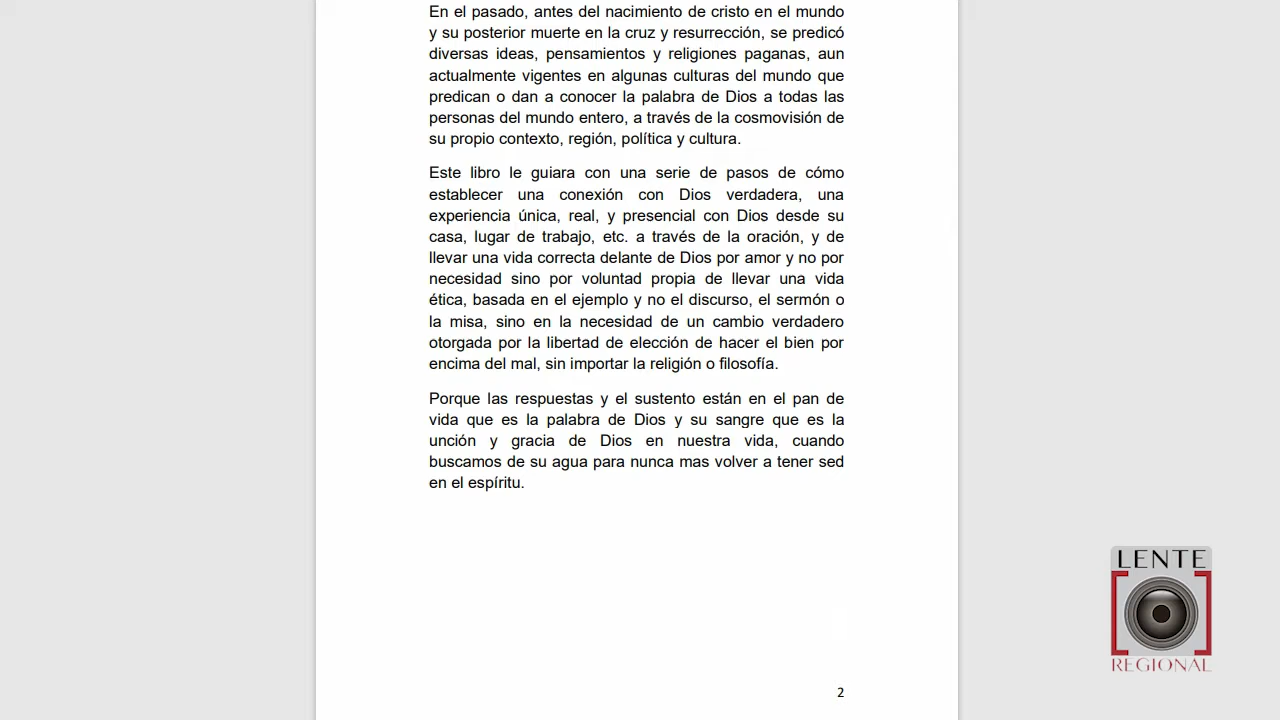 En el pasado, antes del nacimiento de cristo en el mundo
y su posterior muerte en la cruz y resurrección, se predicó
diversas ideas, pensamientos y religiones paganas, aun
actualmente vigentes en algunas culturas del mundo que
predican o dan a conocer la palabra de Dios a todas las
personas del mundo entero, a través de la cosmovisión de
su propio contexto, región, política y cultura.
Este libro le guiara con una serie de pasos de cómo
establecer una conexión con Dios verdadera, una
experiencia única, real, y presencial con Dios desde su
casa, lugar de trabajo, etc. a través de la oración, y de
llevar una vida correcta delante de Dios por amor y no por
necesidad sino por voluntad propia de llevar una vida
ética, basada en el ejemplo y no el discurso, el sermón o
la misa, sino en la necesidad de un cambio verdadero
otorgada por la libertad de elección de hacer el bien por
encima del mal, sin importar la religión o filosofía.
Porque las respuestas y el sustento están en el pan de
vida que es la palabra de Dios y su sangre que es la
unción y gracia de Dios en nuestra vida, cuando
buscamos de su agua para nunca mas volver a tener sed
en el espíritu.
LENTE
REGIONAL
2